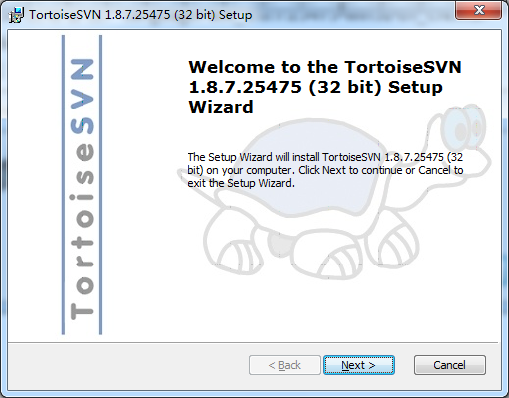 TortoiseSVN 1.8.7.25475 (32 bit) Setup
TortoiseSVN
Welcome to the TortoiseSVN
1.8.7.25475 (32 bit) Setup
Wizard
The Setup Wizard will install TortoiseSVN 1.8.7.25475 (32
bit) on your computer. Click Next to continue or Cancel to
exit the Setup Wizard.
< Back Next > Cancel